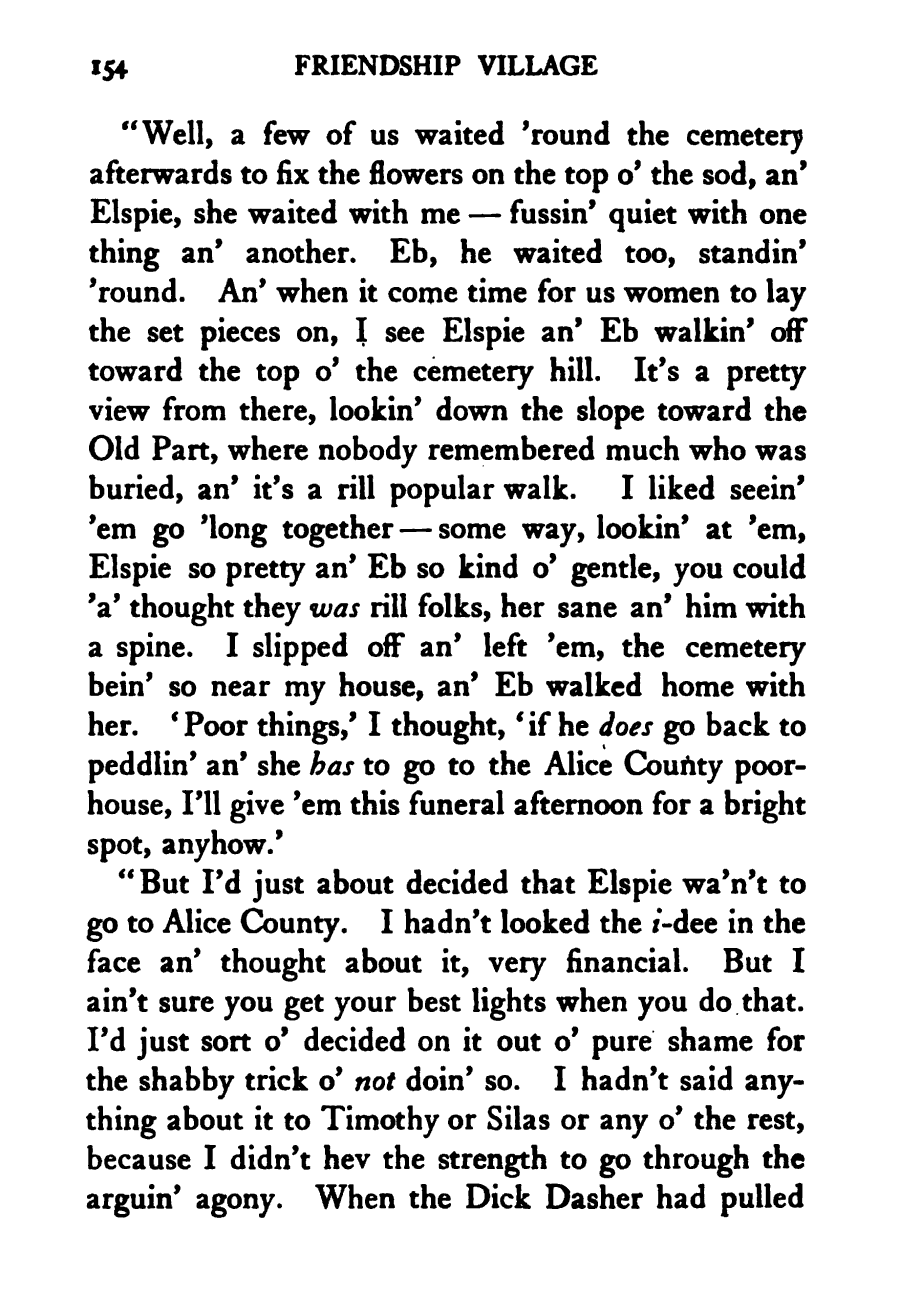 154 FRIENDSHIP VILLAGE
"Well, a few of us waited 'round the cemetery
afterwards to fix the flowers on the top o' the sod, an'
Elspie, she waited with me — fussin' quiet with one
thing an' another. Eb, he waited too, standin'
'round. An' when it come time for us women to lay
the set pieces on, I see Elspie an' Eb walkin' off
toward the top o' the cemetery hill. It's a pretty
view from there, lookin' down the slope toward the
Old Part, where nobody remembered much who was
buried, an' it's a rill popular walk. I liked seein'
'em go 'long together — some way, lookin' at 'em,
Elspie so pretty an' Eb so kind o' gentle, you could
'a' thought they was rill folks, her sane an' him with
a spine. I slipped off an' left 'em, the cemetery
bein' so near my house, an' Eb walked home with
her. 'Poor things,' I thought, 'if he does go back to
peddlin' an' she has to go to the Alice County poor-
house, I'll give 'em this funeral afternoon for a bright
spot, anyhow.'
"But I'd just about decided that Elspie wa'n't to
go to Alice County. I hadn't looked the i-dee in the
face an' thought about it, very financial. But I
ain't sure you get your best lights when you do that.
I'd just sort o' decided on it out o' pure shame for
the shabby trick o' not doin' so. I hadn't said any-
thing about it to Timothy or Silas or any o' the rest,
because I didn't hev the strength to go through the
arguin' agony. When the Dick Dasher had pulled